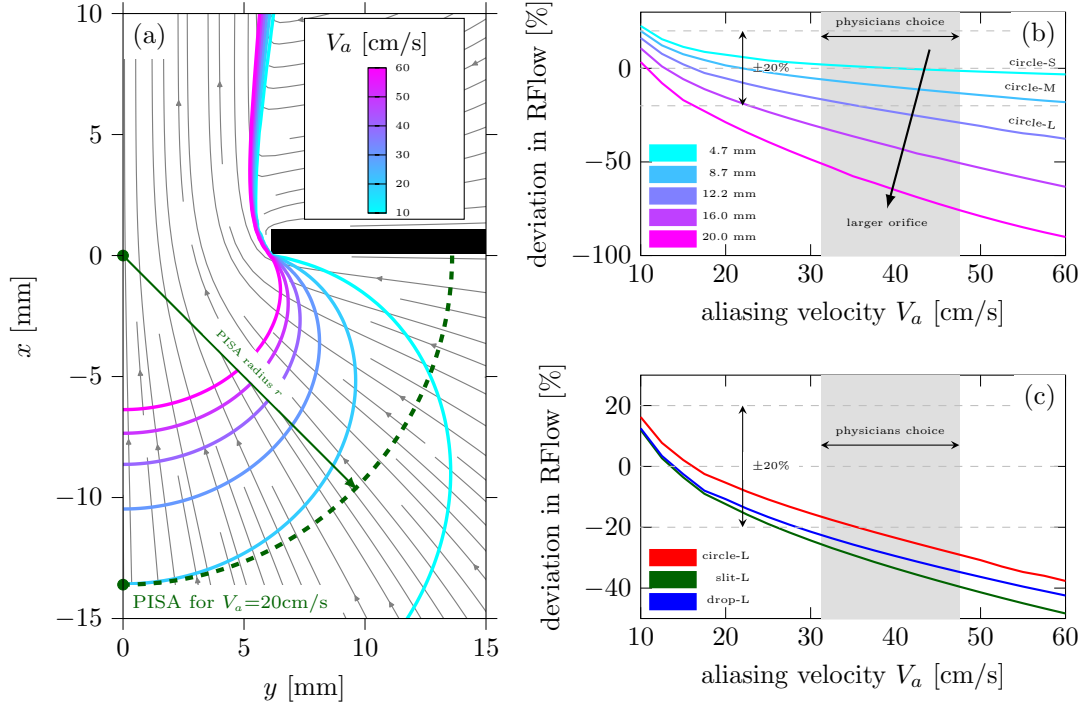 (a)
V_a [cm/s]
60
50
40
30
20
10
10
5
0
−5
−10
−15
x [mm]
PISA radius r
PISA for V_a=20cm/s
0
5
10
15
y [mm]
(b)
physicians choice
±20%
circle-S
circle-M
circle-L
4.7 mm
8.7 mm
12.2 mm
16.0 mm
20.0 mm
larger orifice
0
−50
−100
deviation in RFlow [%]
10
20
30
40
50
60
aliasing velocity V_a [cm/s]
(c)
physicians choice
±20%
circle-L
slit-L
drop-L
20
0
−20
−40
deviation in RFlow [%]
10
20
30
40
50
60
aliasing velocity V_a [cm/s]